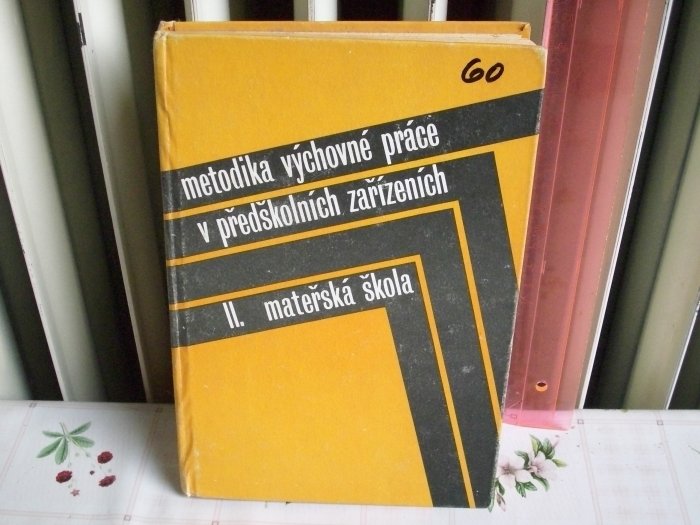 60
metodika výchovné práce
v předškolních zařízeních
II. mateřská škola